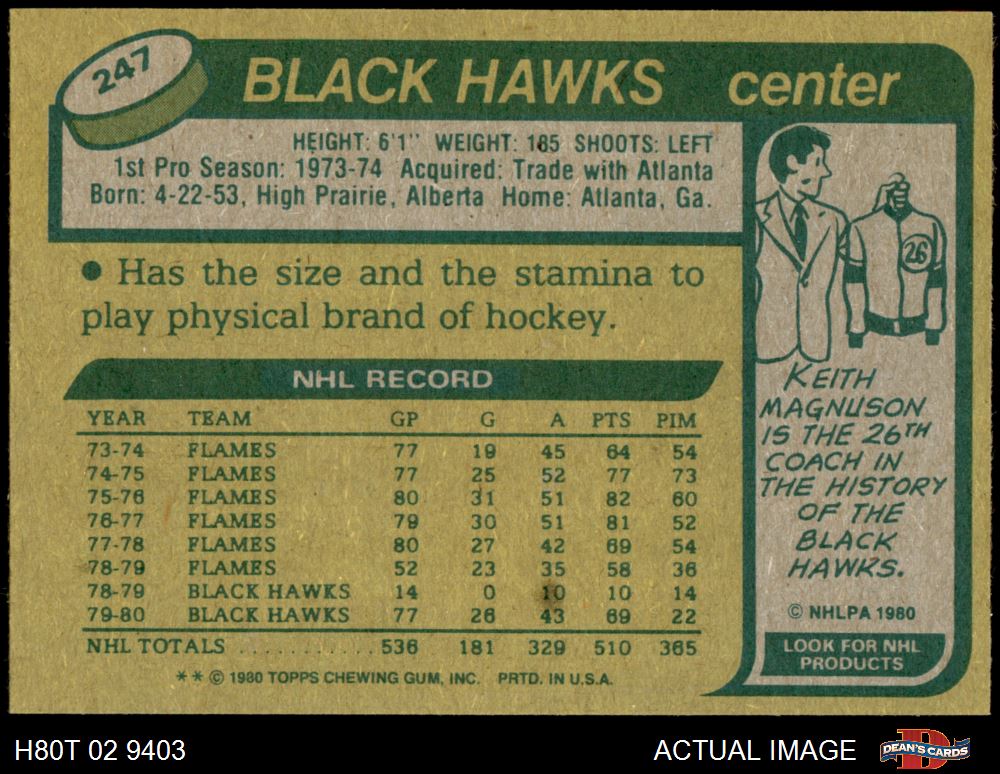 247
BLACK HAWKS center
HEIGHT: 6'1" WEIGHT: 185 SHOOTS: LEFT
1st Pro Season: 1973-74 Acquired: Trade with Atlanta
Born: 4-22-53, High Prairie, Alberta Home: Atlanta, Ga.
● Has the size and the stamina to
play physical brand of hockey.
NHL RECORD
YEAR TEAM GP G A PTS PIM
73-74 FLAMES 77 19 45 64 54
74-75 FLAMES 77 25 52 77 73
75-76 FLAMES 80 31 51 82 60
76-77 FLAMES 79 30 51 81 52
77-78 FLAMES 80 27 42 69 54
78-79 FLAMES 52 23 35 58 36
78-79 BLACK HAWKS 14 0 10 10 14
79-80 BLACK HAWKS 77 26 43 69 22
NHL TOTALS ............ 536 181 329 510 365
** © 1980 TOPPS CHEWING GUM, INC. PRTD. IN U.S.A.
26
KEITH
MAGNUSON
IS THE 26TH
COACH IN
THE HISTORY
OF THE
BLACK
HAWKS.
© NHLPA 1980
LOOK FOR NHL
PRODUCTS
H80T 02 9403
ACTUAL IMAGE
DEAN'S CARDS